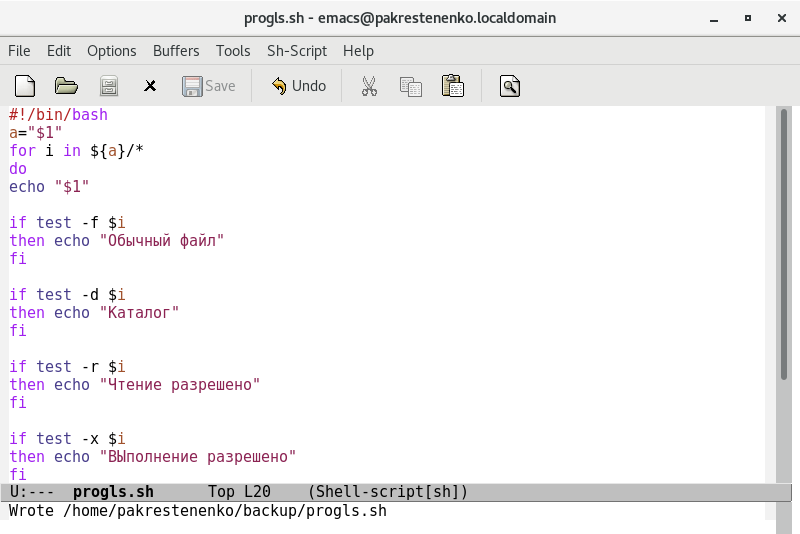 progls.sh - emacs@pakrestenenko.localdomain
File Edit Options Buffers Tools Sh-Script Help
Save Undo
#!/bin/bash
a="$1"
for i in ${a}/*
do
echo "$1"
if test -f $i
then echo "Обычный файл"
fi
if test -d $i
then echo "Каталог"
fi
if test -r $i
then echo "Чтение разрешено"
fi
if test -x $i
then echo "ВЫполнение разрешено"
fi
U:--- progls.sh Top L20 (Shell-script[sh])
Wrote /home/pakrestenenko/backup/progls.sh